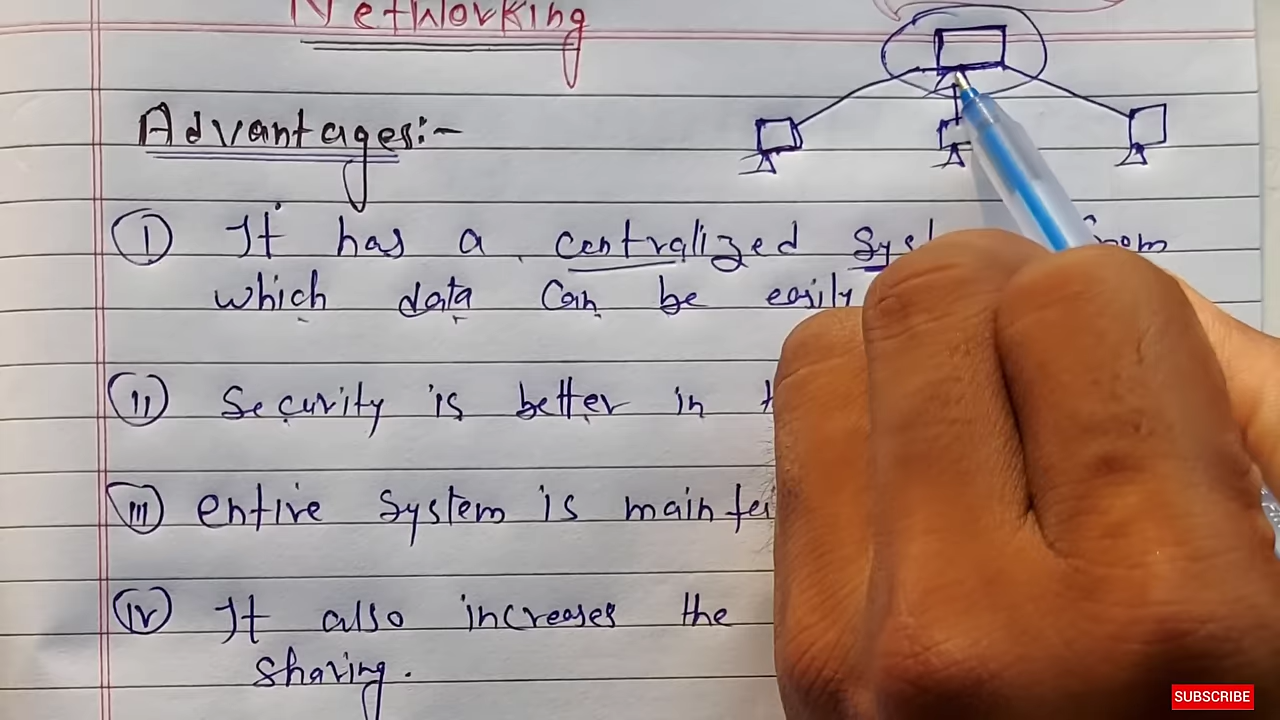 Networking
Advantages:-
(i) It has a centralized from
which data can be easily
(ii) Security is better in
(iii) entire system is
(iv) It also increases the
sharing.
SUBSCRIBE